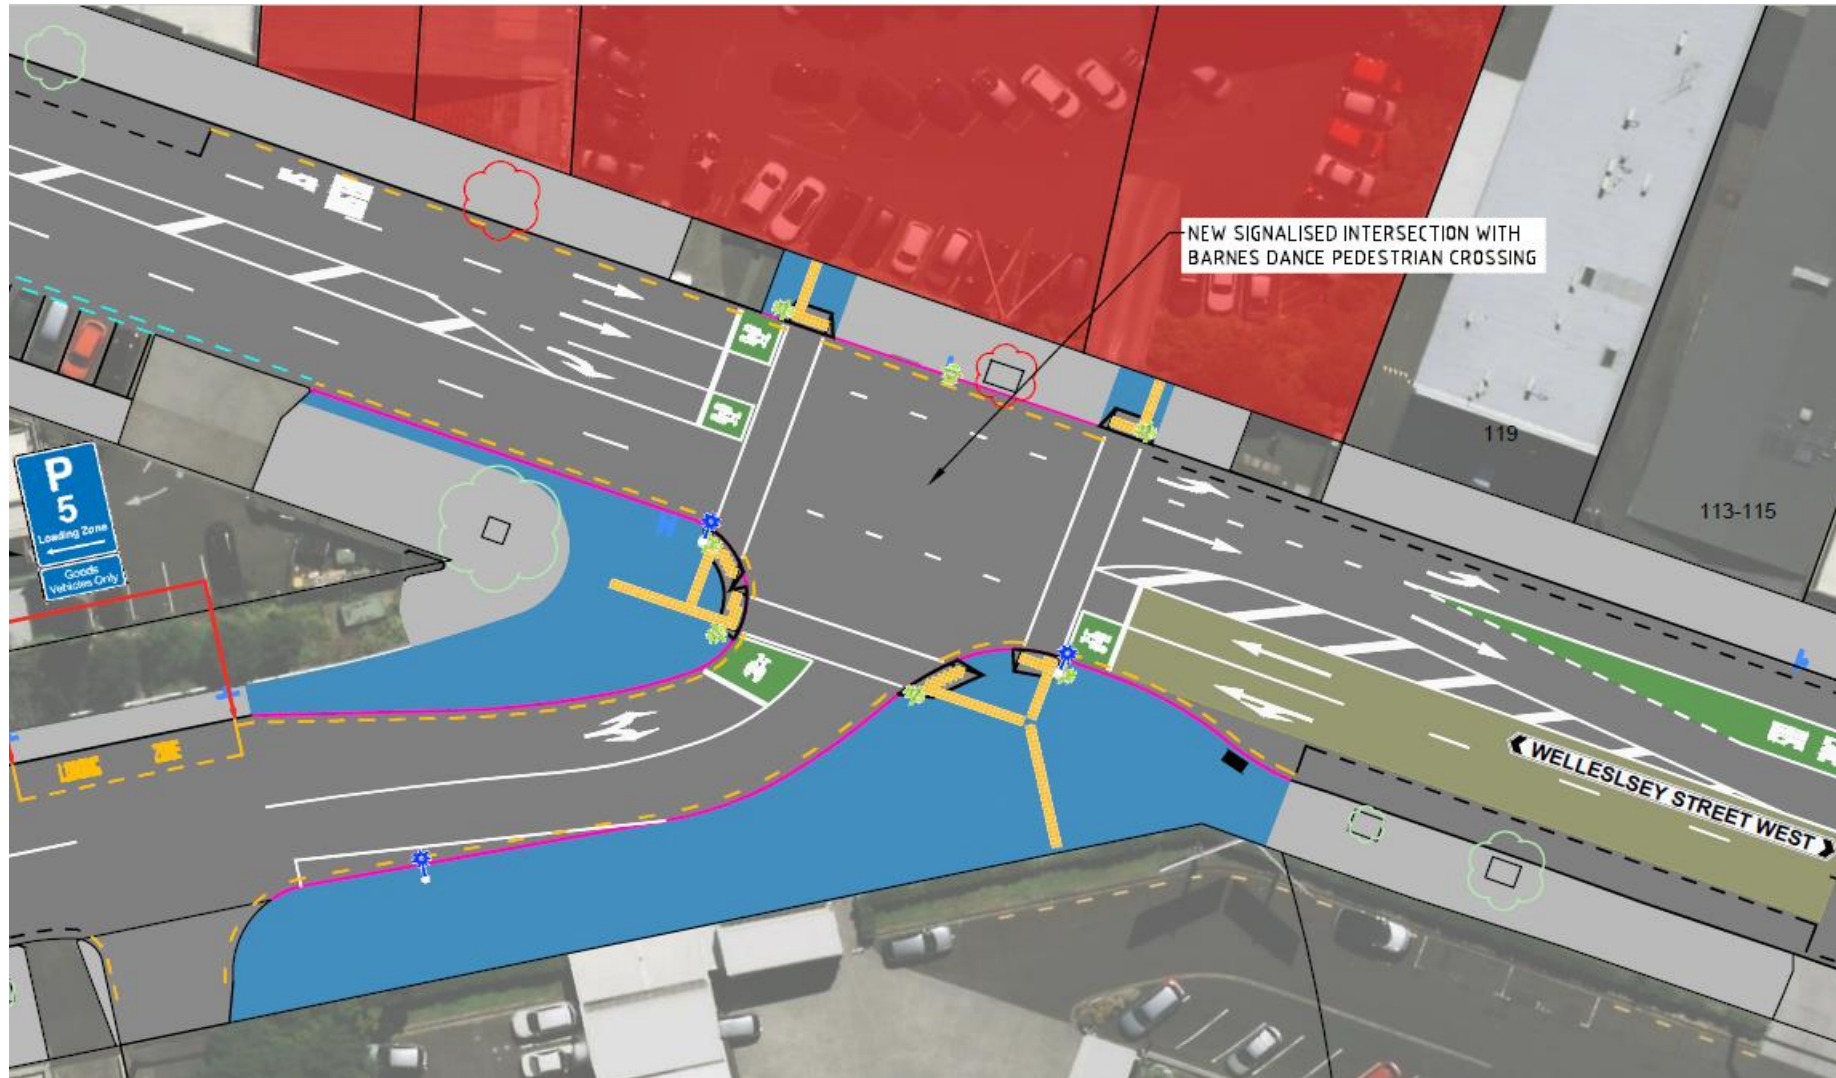 NEW SIGNALISED INTERSECTION WITH
BARNES DANCE PEDESTRIAN CROSSING
119
113-115
P
5
Loading Zone
Goods
Vehicles Only
WELLESLSEY STREET WEST